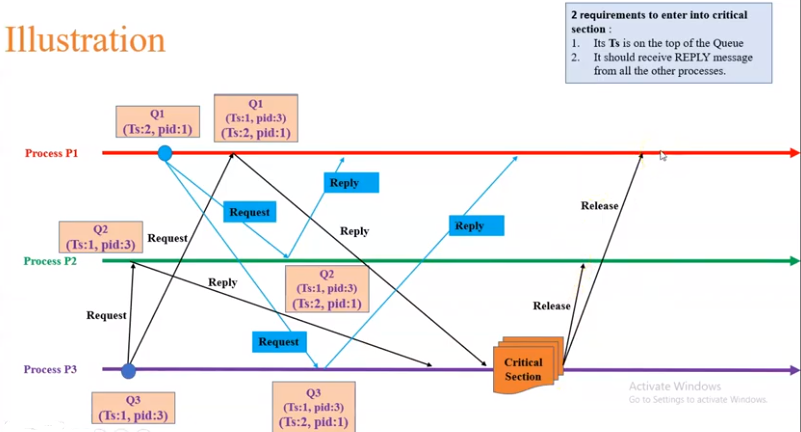 Illustration
2 requirements to enter into critical
section :
1. Its Ts is on the top of the Queue
2. It should receive REPLY message
from all the other processes.
Q1
(Ts:2, pid:1)
Q1
(Ts:1, pid:3)
(Ts:2, pid:1)
Process P1
Reply
Request
Release
Q2
(Ts:1, pid:3)
Request
Reply
Reply
Process P2
Reply
Q2
(Ts:1, pid:3)
(Ts:2, pid:1)
Request
Release
Request
Process P3
Critical
Section
Q3
(Ts:1, pid:3)
Q3
(Ts:1, pid:3)
(Ts:2, pid:1)
Activate Windows
Go to Settings to activate Windows.